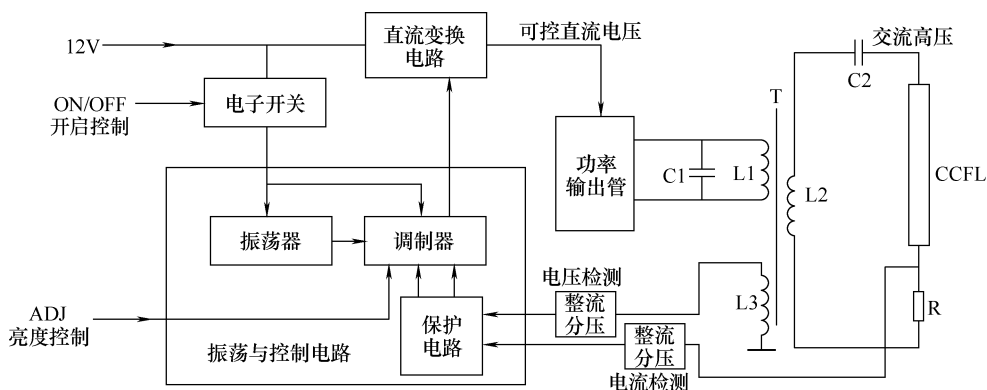 12V
直流变换
电路
可控直流电压
交流高压
C2
ON/OFF
开启控制
电子开关
T
功率
输出管
C1
L1
L2
CCFL
振荡器
调制器
电压检测
整流
分压
L3
R
ADJ
亮度控制
保护
电路
整流
分压
振荡与控制电路
电流检测